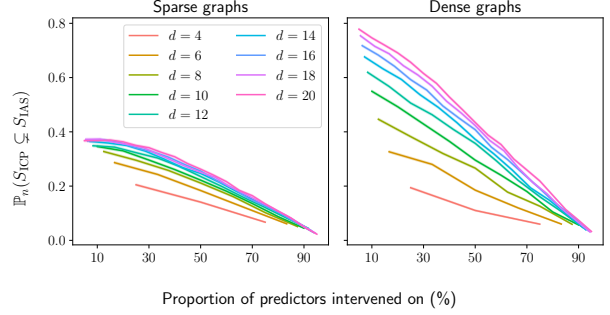 Sparse graphs
Dense graphs
0.8
0.6
0.4
0.2
0.0
ℙₙ(S_ICP ⊊ S_IAS)
d = 4
d = 6
d = 8
d = 10
d = 12
d = 14
d = 16
d = 18
d = 20
10 30 50 70 90
10 30 50 70 90
Proportion of predictors intervened on (%)